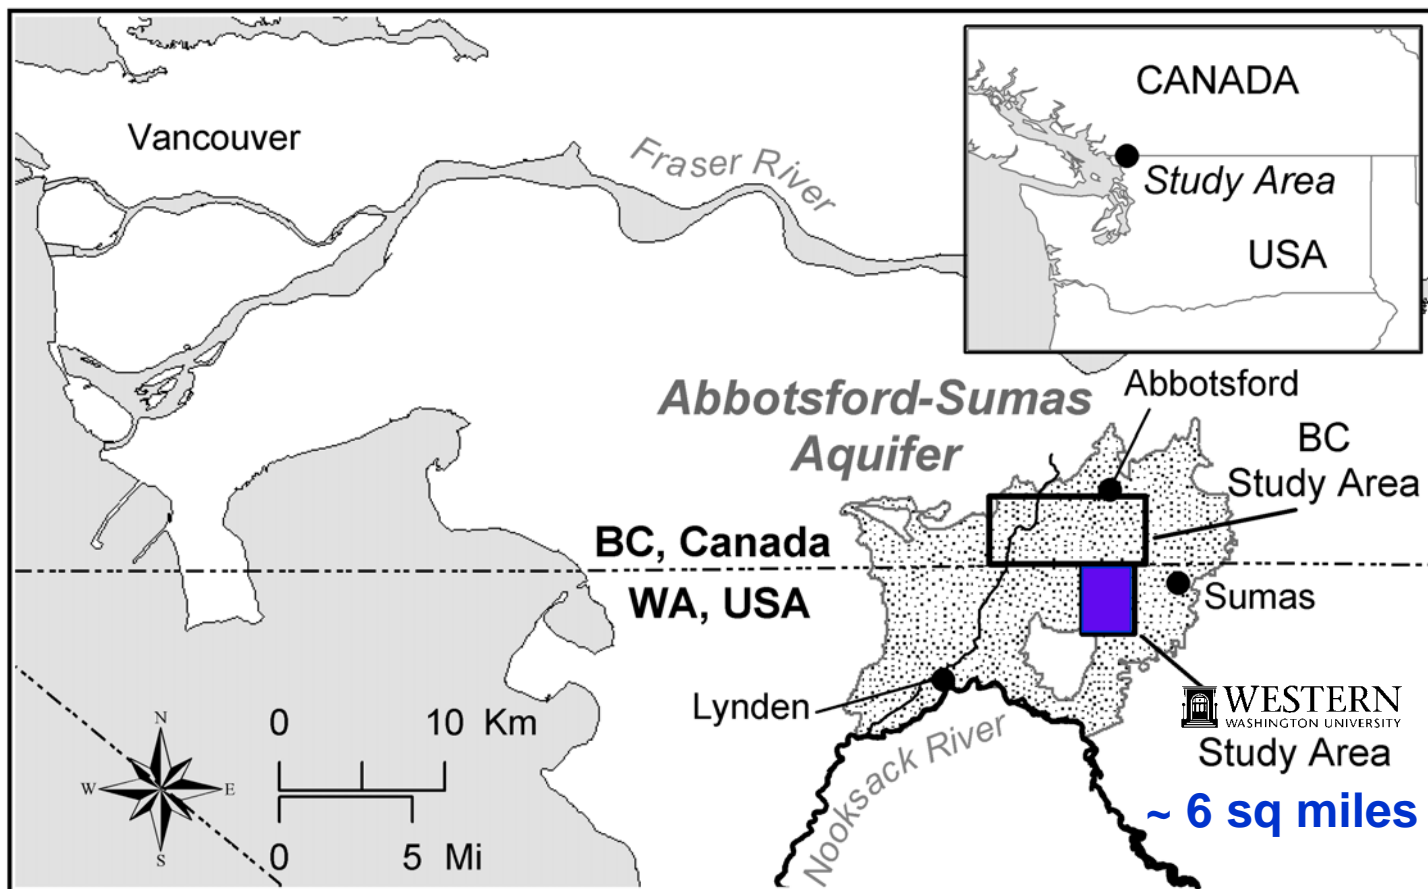 CANADA
Study Area
USA
Vancouver
Fraser River
Abbotsford-Sumas
Aquifer
Abbotsford
BC
Study Area
BC, Canada
WA, USA
Sumas
Lynden
Nooksack River
WESTERN
WASHINGTON UNIVERSITY
Study Area
~ 6 sq miles
N
W E
S
0 10 Km
0 5 Mi